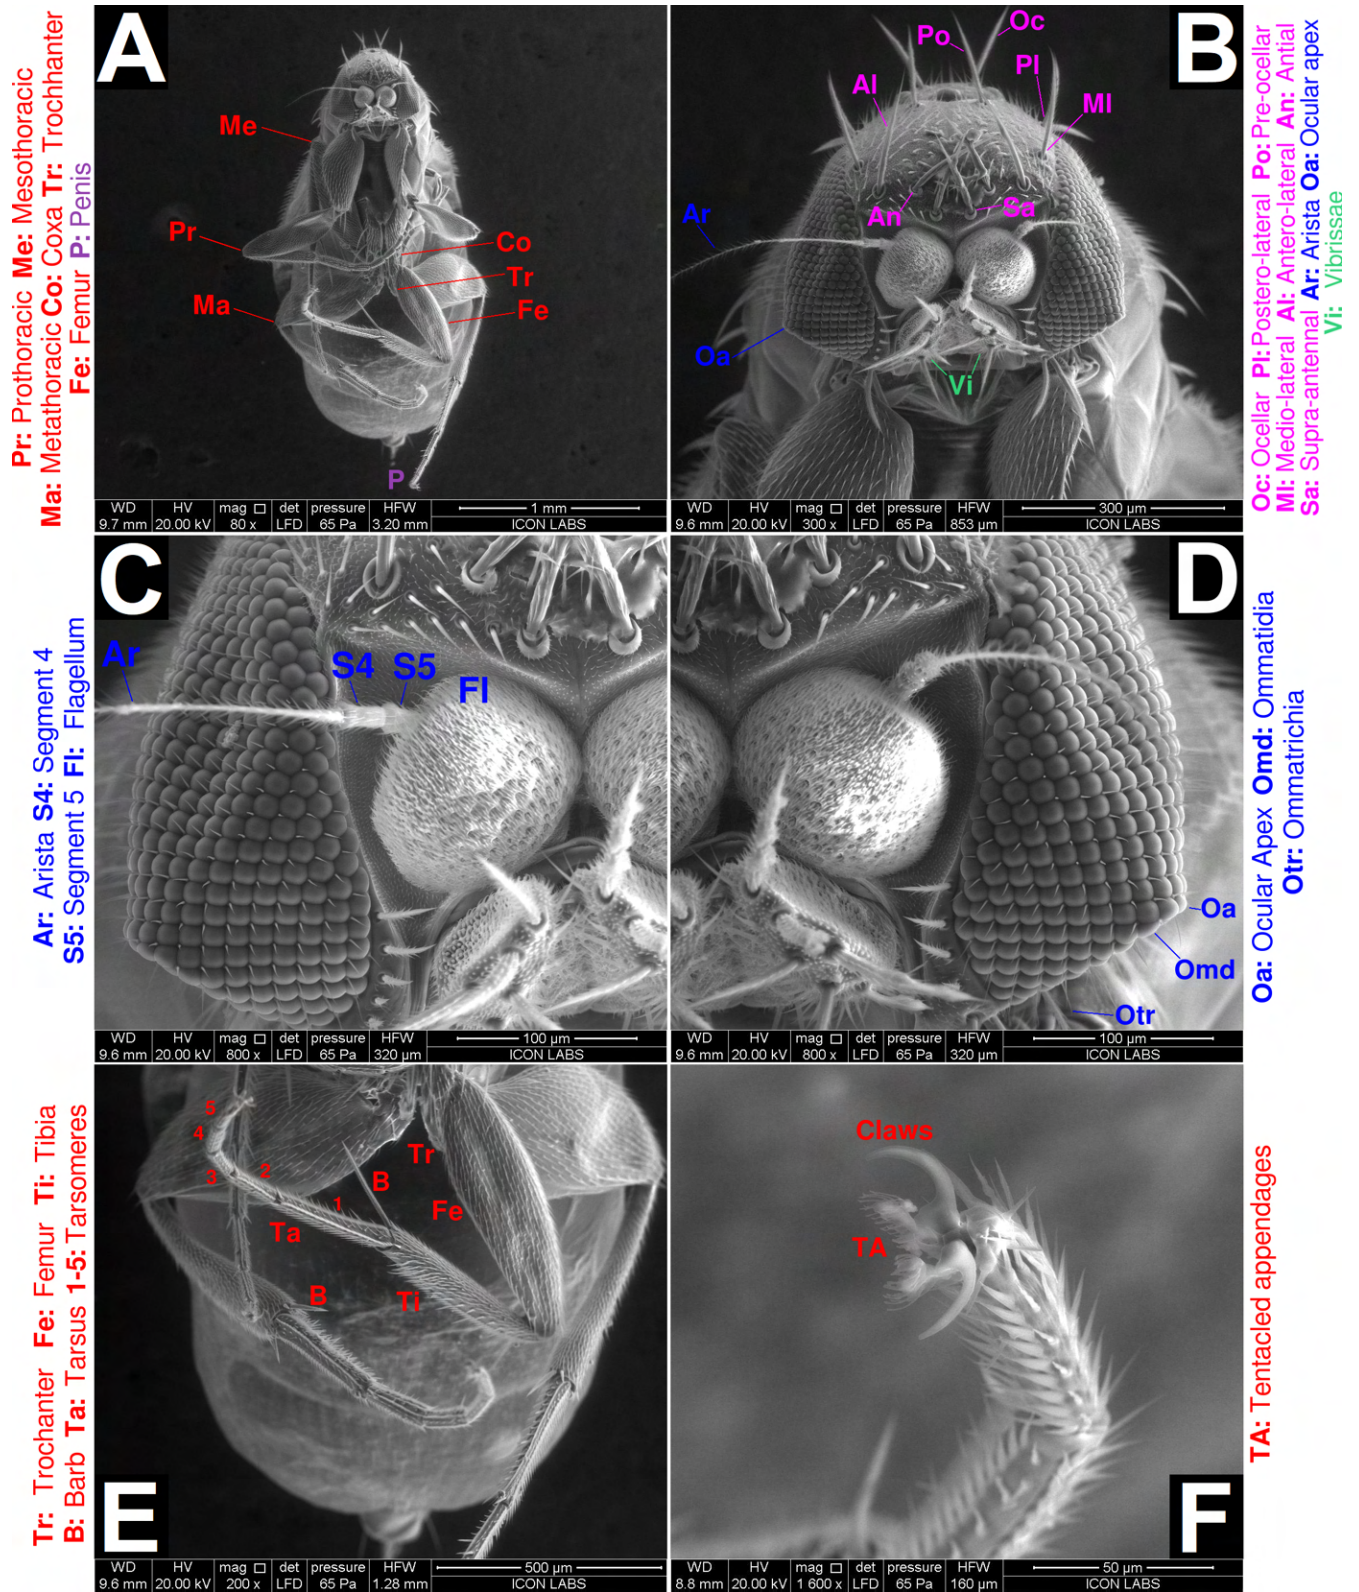 Pr: Prothoracic Me: Mesothoracic
Ma: Metathoracic Co: Coxa Tr: Trochhanter
Fe: Femur P: Penis
A
Me
Pr
Co
Tr
Ma
Fe
P
WD HV mag det pressure HFW 1 mm
9.7 mm 20.00 kV 80 x LFD 65 Pa 3.20 mm ICON LABS
B
Oc
Po
Pl
Al
Ml
An
Sa
Ar
Oa
Vi
WD HV mag det pressure HFW 300 µm
9.6 mm 20.00 kV 300 x LFD 65 Pa 853 µm ICON LABS
Oc: Ocellar Pl: Postero-lateral Po: Pre-ocellar
Ml: Medio-lateral Al: Antero-lateral An: Antial
Sa: Supra-antennal Ar: Arista Oa: Ocular apex
Vi: Vibrissae
Ar: Arista S4: Segment 4
S5: Segment 5 Fl: Flagellum
C
Ar
S4
S5
Fl
WD HV mag det pressure HFW 100 µm
9.6 mm 20.00 kV 800 x LFD 65 Pa 320 µm ICON LABS
D
Oa
Omd
Otr
WD HV mag det pressure HFW 100 µm
9.6 mm 20.00 kV 800 x LFD 65 Pa 320 µm ICON LABS
Oa: Ocular Apex Omd: Ommatidia
Otr: Ommatrichia
Tr: Trochanter Fe: Femur Ti: Tibia
B: Barb Ta: Tarsus 1-5: Tarsomeres
5
4
3
2
1
Tr
B
Fe
Ta
B
Ti
E
WD HV mag det pressure HFW 500 µm
9.6 mm 20.00 kV 200 x LFD 65 Pa 1.28 mm ICON LABS
Claws
TA
F
WD HV mag det pressure HFW 50 µm
8.8 mm 20.00 kV 1 600 x LFD 65 Pa 160 µm ICON LABS
TA: Tentacled appendages